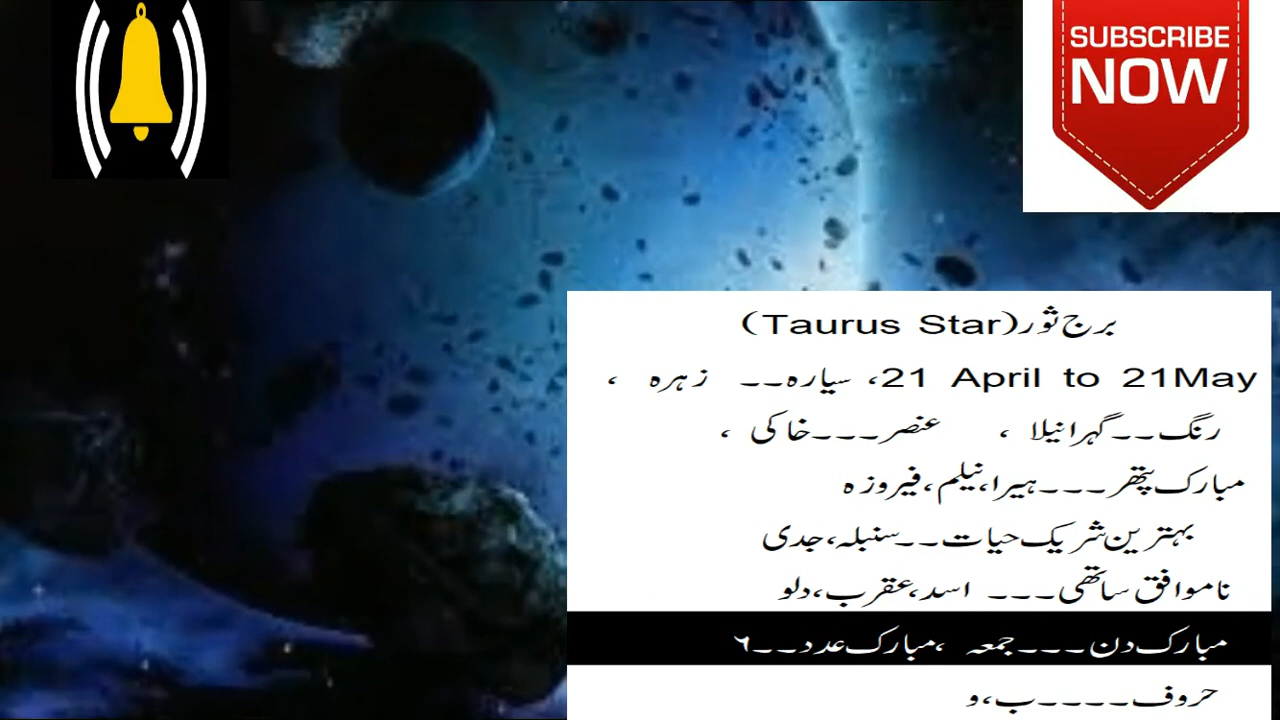 SUBSCRIBE
NOW
برج ثور(Taurus Star)
21 April to 21May، سیارہ۔۔ زہرہ ،
رنگ۔۔گہرا نیلا ، عنصر۔۔۔خاکی ،
مبارک پتھر۔۔۔ہیرا،نیلم،فیروزہ
بہترین شریک حیات۔۔سنبلہ،جدی
ناموافق ساتھی۔۔۔ اسد،عقرب،دلو
مبارک دن۔۔۔جمعہ ،مبارک عدد۔۔۶
حروف۔۔۔۔ب،و